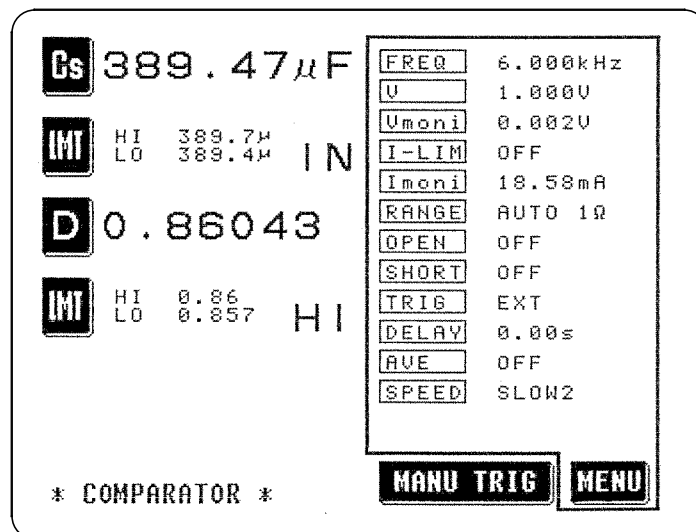 Cs 389.47μF
LMT HI 389.7μ IN
LO 389.4μ
D 0.86043
LMT HI 0.86 HI
LO 0.857
* COMPARATOR *
FREQ 6.000kHz
V 1.000V
Vmoni 0.002V
I-LIM OFF
Imoni 18.58mA
RANGE AUTO 1Ω
OPEN OFF
SHORT OFF
TRIG EXT
DELAY 0.00s
AVE OFF
SPEED SLOW2
MANU TRIG MENU